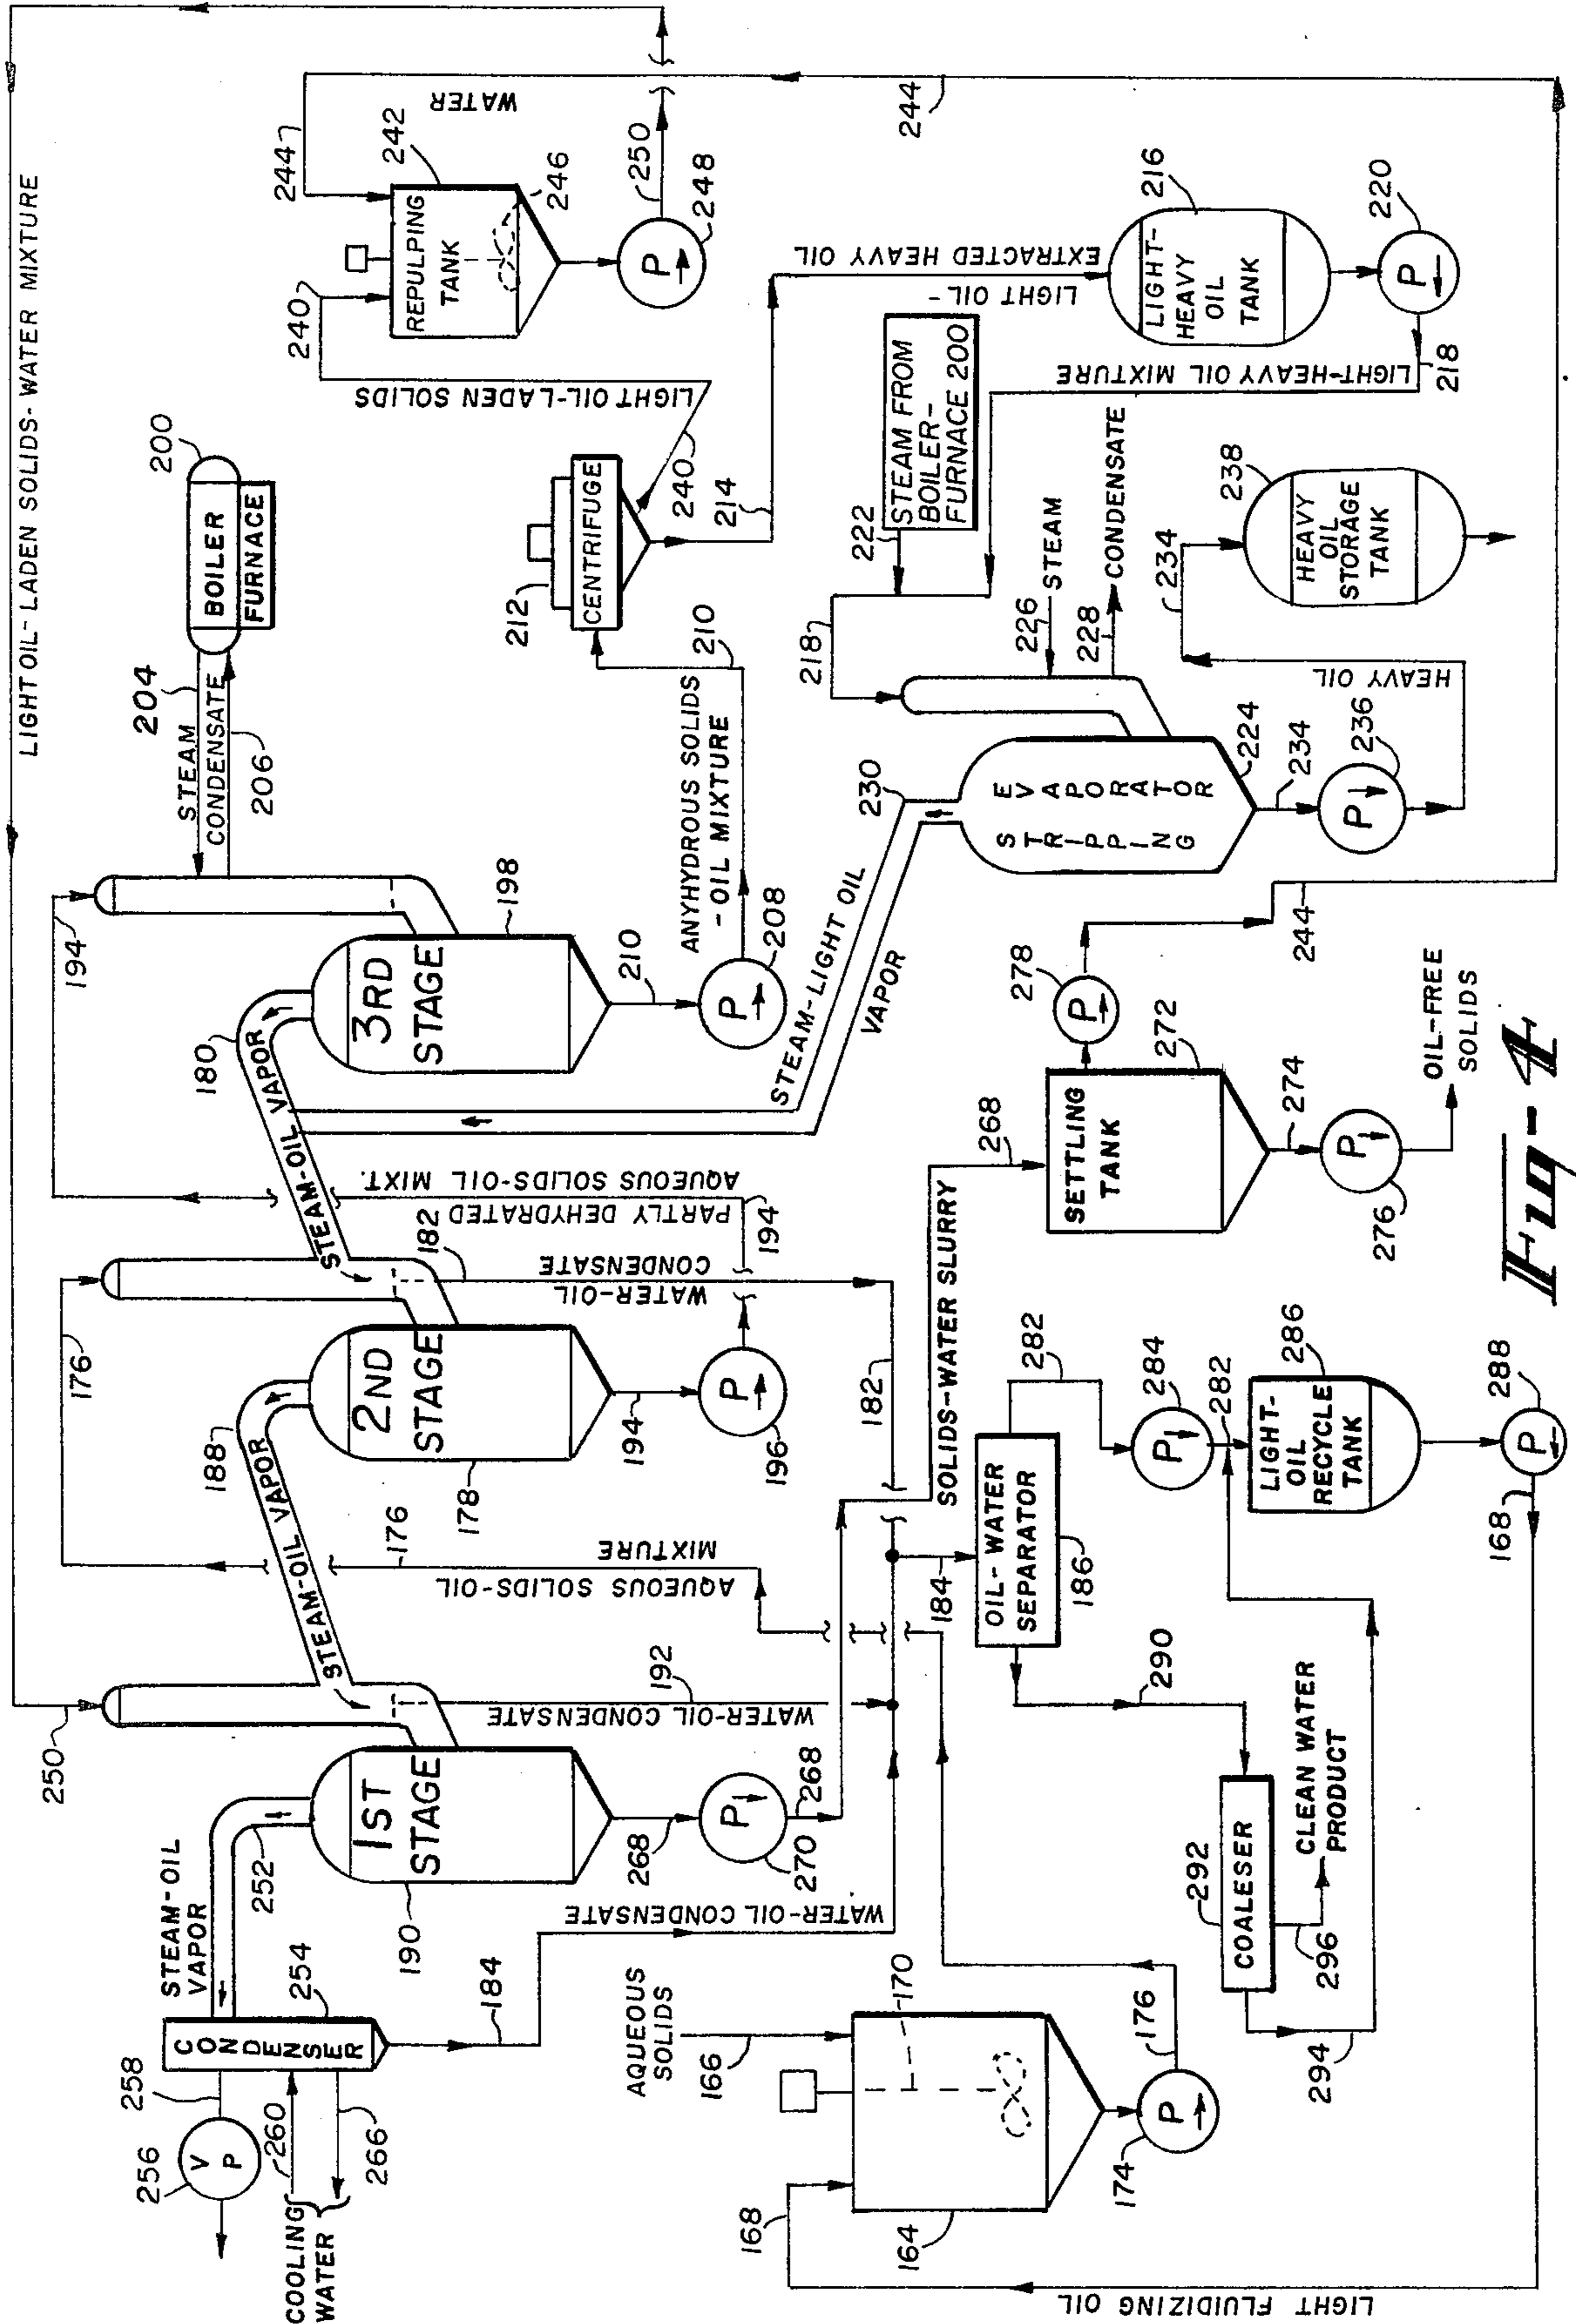 LIGHT OIL-LADEN SOLIDS-WATER MIXTURE
250
STEAM-OIL
VAPOR
252
254
CONDENSER
258
256
V
P
260
266
COOLING
WATER
184
WATER-OIL CONDENSATE
1ST
STAGE
190
268
P
270
268
192
WATER-OIL CONDENSATE
STEAM-OIL VAPOR
188
176
176
AQUEOUS SOLIDS-OIL
MIXTURE
2ND
STAGE
178
194
P
196
182
WATER-OIL
CONDENSATE
182
194
PARTLY DEHYDRATED
AQUEOUS SOLIDS-OIL MIXT.
STEAM-OIL VAPOR
180
194
3RD
STAGE
198
210
P
208
ANYHYDROUS SOLIDS
-OIL MIXTURE
210
204
STEAM
CONDENSATE
206
BOILER
FURNACE
200
212
CENTRIFUGE
240
214
LIGHT OIL-LADEN SOLIDS
240
REPULPING
TANK
242
244
246
WATER
P
248
250
244
LIGHT OIL-
EXTRACTED HEAVY OIL
LIGHT-
HEAVY
OIL
TANK
216
P
220
218
LIGHT-HEAVY OIL MIXTURE
STEAM FROM
BOILER-
FURNACE 200
222
218
226
STEAM
228
CONDENSATE
STRIPPING
EVAPORATOR
224
230
STEAM-LIGHT OIL
VAPOR
234
P
236
HEAVY OIL
234
HEAVY
OIL
STORAGE
TANK
238
244
278
P
SETTLING
TANK
272
274
P
276
OIL-FREE
SOLIDS
268
SOLIDS-WATER SLURRY
184
OIL-WATER
SEPARATOR
186
282
P
284
282
LIGHT-
OIL
RECYCLE
TANK
286
P
288
168
290
292
COALESER
296
CLEAN WATER
PRODUCT
294
AQUEOUS
SOLIDS
166
170
168
164
P
174
176
LIGHT FLUIDIZING OIL
Fig-4